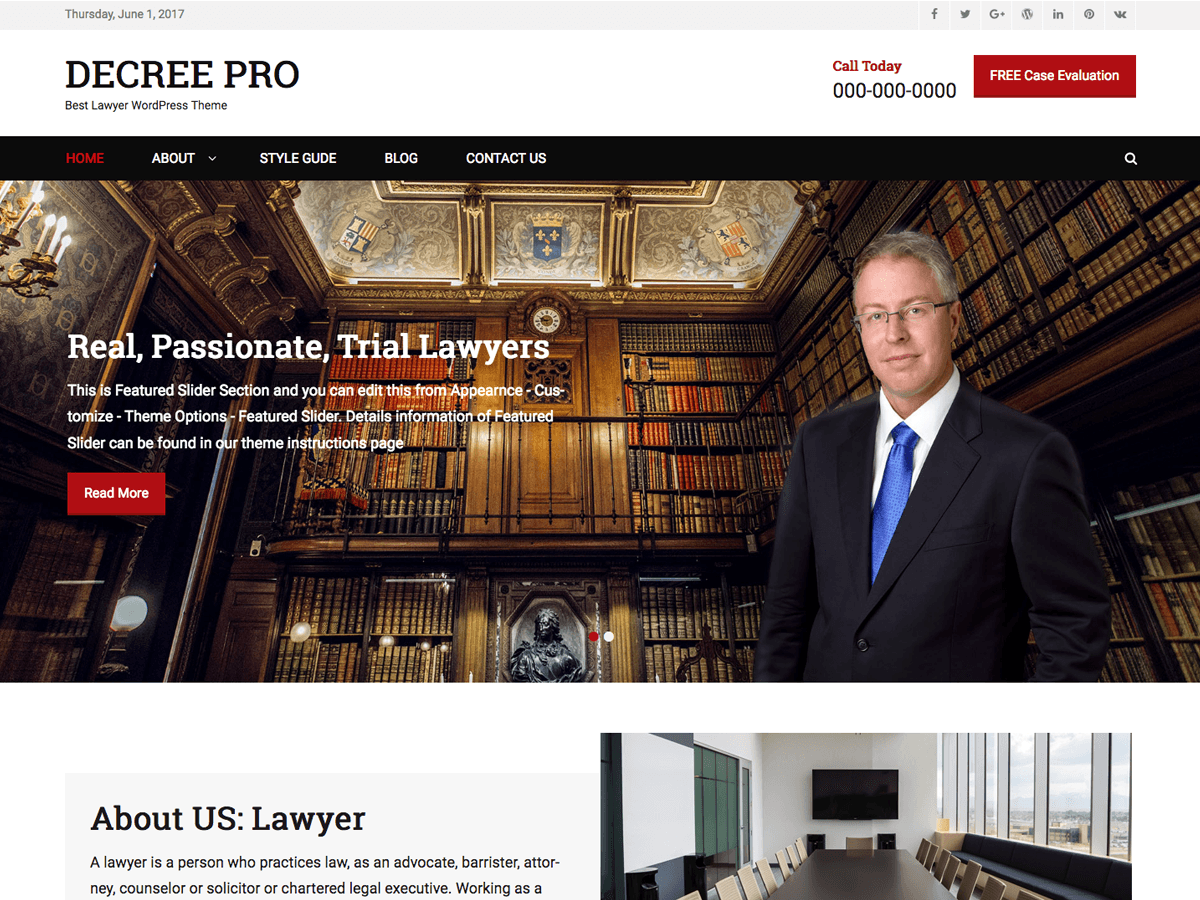 Thursday, June 1, 2017
DECREE PRO
Best Lawyer WordPress Theme
Call Today
000-000-0000
FREE Case Evaluation
HOME
ABOUT
STYLE GUDE
BLOG
CONTACT US
Real, Passionate, Trial Lawyers
This is Featured Slider Section and you can edit this from Appearnce - Cus-
tomize - Theme Options - Featured Slider. Details information of Featured
Slider can be found in our theme instructions page
Read More
About US: Lawyer
A lawyer is a person who practices law, as an advocate, barrister, attor-
ney, counselor or solicitor or chartered legal executive. Working as a